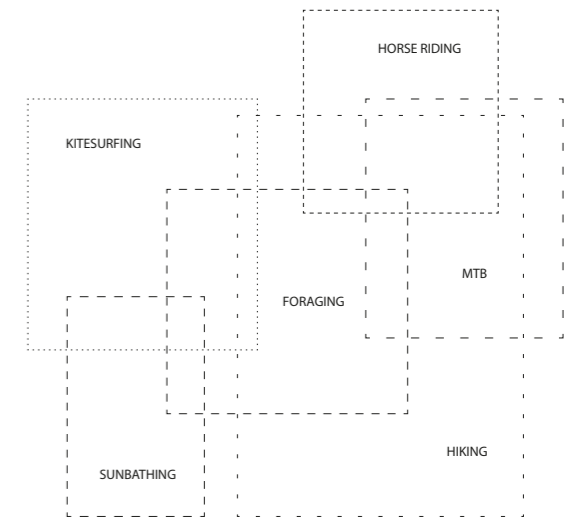 HORSE RIDING
KITESURFING
MTB
FORAGING
HIKING
SUNBATHING